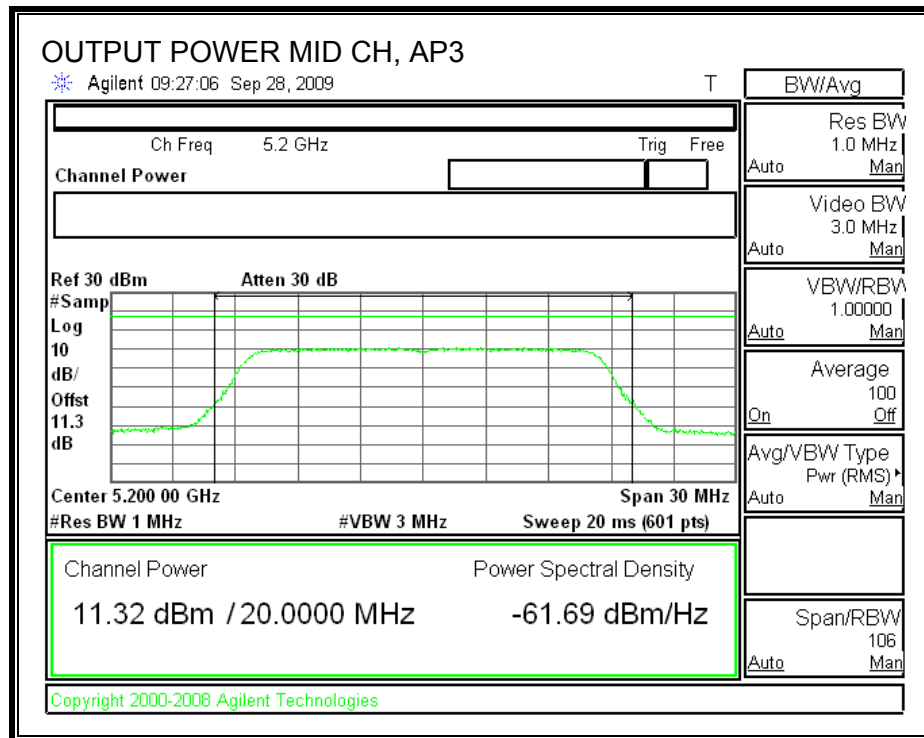 OUTPUT POWER MID CH, AP3
Agilent 09:27:06 Sep 28, 2009 T
Ch Freq 5.2 GHz Trig Free
Channel Power
Ref 30 dBm Atten 30 dB
#Samp
Log
10
dB/
Offst
11.3
dB
Center 5.200 00 GHz Span 30 MHz
#Res BW 1 MHz #VBW 3 MHz Sweep 20 ms (601 pts)
Channel Power Power Spectral Density
11.32 dBm / 20.0000 MHz -61.69 dBm/Hz
Copyright 2000-2008 Agilent Technologies
BW/Avg
Res BW
1.0 MHz
Auto Man
Video BW
3.0 MHz
Auto Man
VBW/RBW
1.00000
Auto Man
Average
100
On Off
Avg/VBW Type
Pwr (RMS)
Auto Man
Span/RBW
106
Auto Man